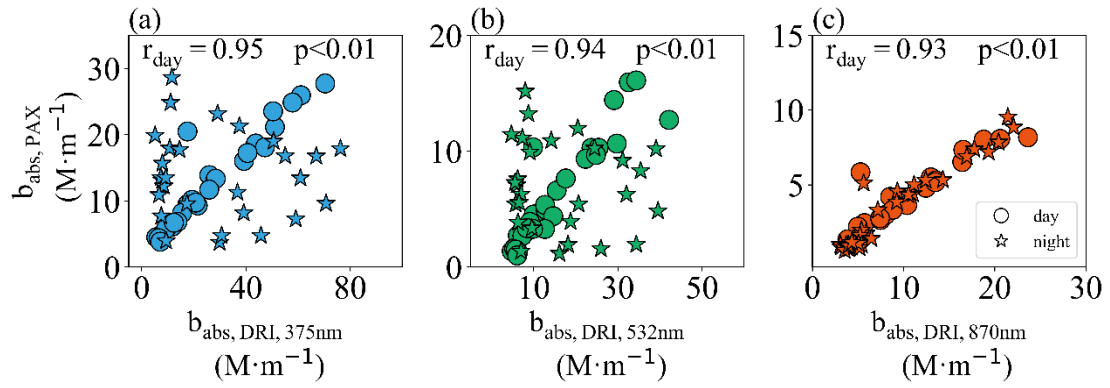 (a)
r_day = 0.95 p<0.01
30
20
10
0
b_abs, PAX
(M·m⁻¹)
0 40 80
b_abs, DRI, 375nm
(M·m⁻¹)
(b)
r_day = 0.94 p<0.01
20
10
0
10 30 50
b_abs, DRI, 532nm
(M·m⁻¹)
(c)
r_day = 0.93 p<0.01
15
10
5
day
night
0 10 20 30
b_abs, DRI, 870nm
(M·m⁻¹)